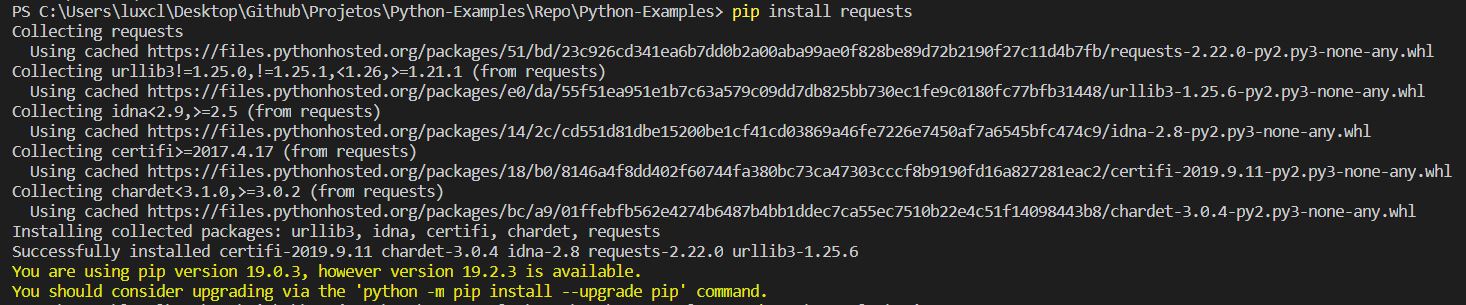 PS C:\Users\luxcl\Desktop\Github\Projetos\Python-Examples\Repo\Python-Examples> pip install requests
Collecting requests
  Using cached https://files.pythonhosted.org/packages/51/bd/23c926cd341ea6b7dd0b2a00aba99ae0f828be89d72b2190f27c11d4b7fb/requests-2.22.0-py2.py3-none-any.whl
Collecting urllib3!=1.25.0,!=1.25.1,<1.26,>=1.21.1 (from requests)
  Using cached https://files.pythonhosted.org/packages/e0/da/55f51ea951e1b7c63a579c09dd7db825bb730ec1fe9c0180fc77bfb31448/urllib3-1.25.6-py2.py3-none-any.whl
Collecting idna<2.9,>=2.5 (from requests)
  Using cached https://files.pythonhosted.org/packages/14/2c/cd551d81dbe15200be1cf41cd03869a46fe7226e7450af7a6545bfc474c9/idna-2.8-py2.py3-none-any.whl
Collecting certifi>=2017.4.17 (from requests)
  Using cached https://files.pythonhosted.org/packages/18/b0/8146a4f8dd402f60744fa380bc73ca47303cccf8b9190fd16a827281eac2/certifi-2019.9.11-py2.py3-none-any.whl
Collecting chardet<3.1.0,>=3.0.2 (from requests)
  Using cached https://files.pythonhosted.org/packages/bc/a9/01ffebfb562e4274b6487b4bb1ddec7ca55ec7510b22e4c51f14098443b8/chardet-3.0.4-py2.py3-none-any.whl
Installing collected packages: urllib3, idna, certifi, chardet, requests
Successfully installed certifi-2019.9.11 chardet-3.0.4 idna-2.8 requests-2.22.0 urllib3-1.25.6
You are using pip version 19.0.3, however version 19.2.3 is available.
You should consider upgrading via the 'python -m pip install --upgrade pip' command.